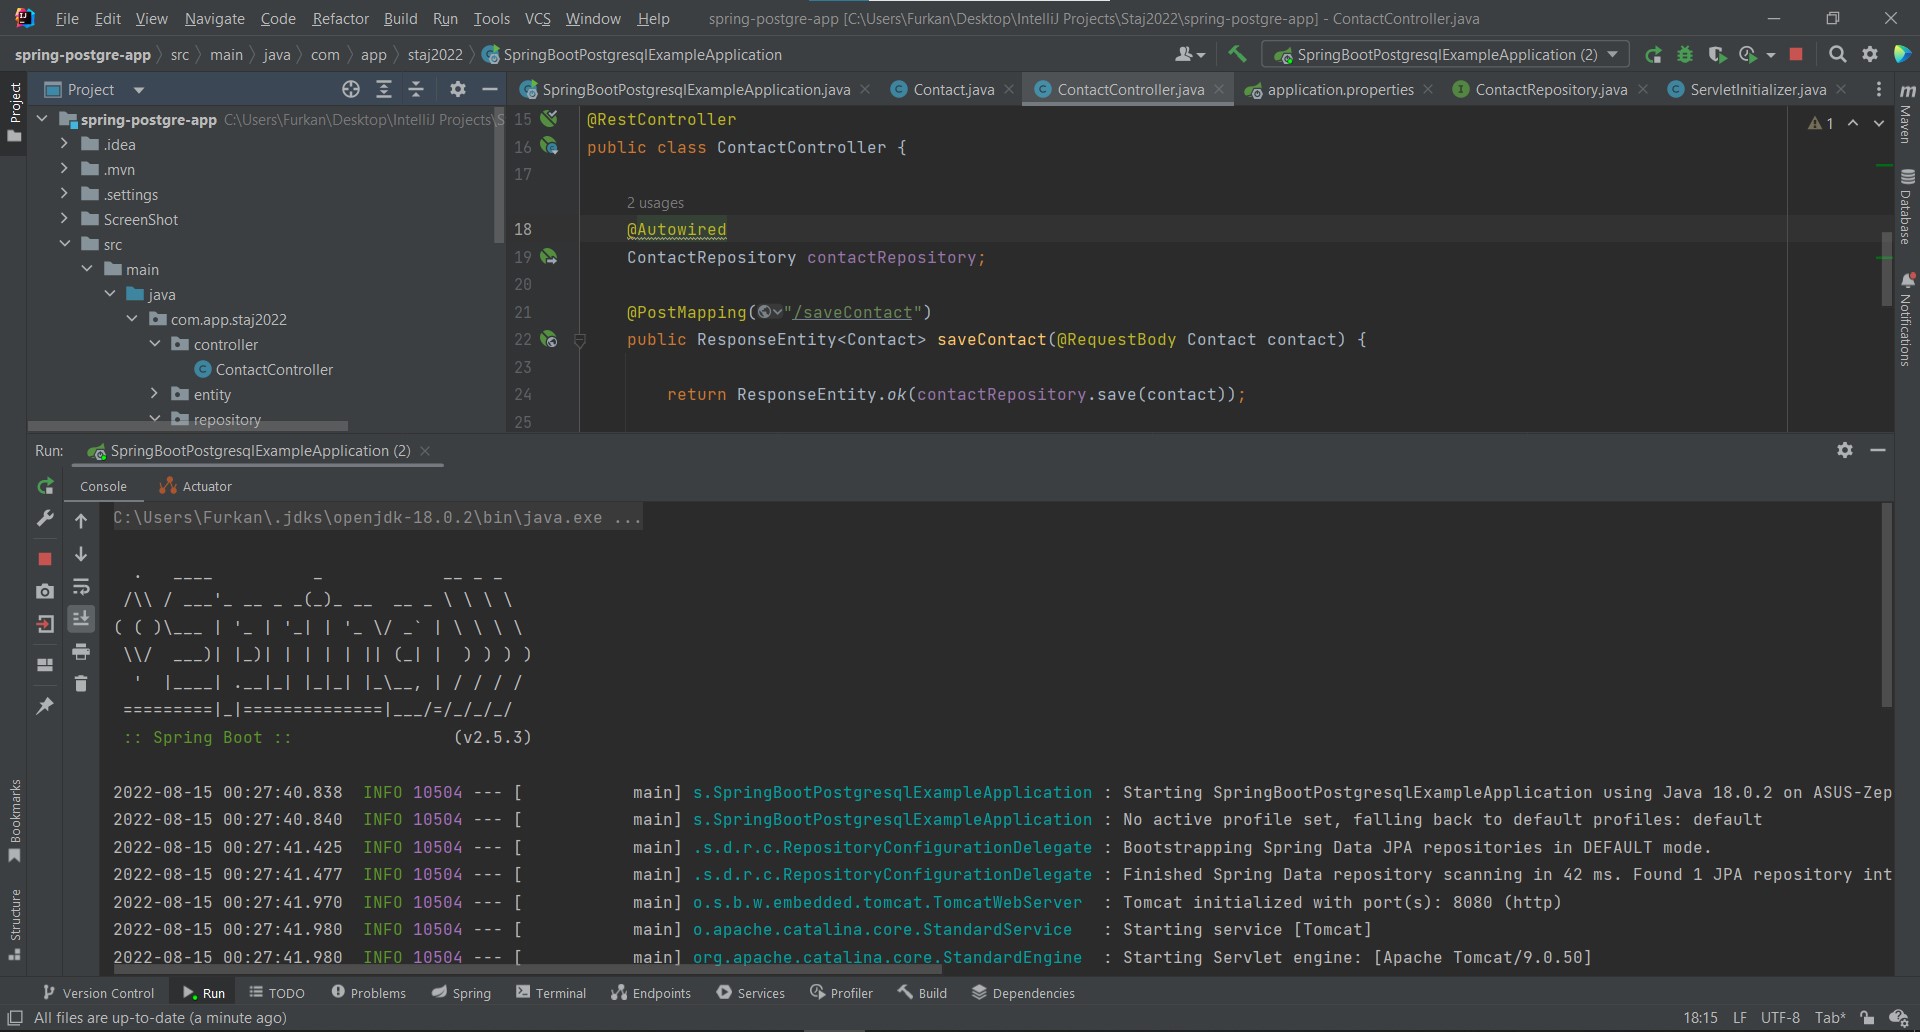 File Edit View Navigate Code Refactor Build Run Tools VCS Window Help spring-postgre-app [C:\Users\Furkan\Desktop\IntelliJ Projects\Staj2022\spring-postgre-app] - ContactController.java
spring-postgre-app src main java com app staj2022 SpringBootPostgresqlExampleApplication SpringBootPostgresqlExampleApplication (2)
Project SpringBootPostgresqlExampleApplication.java Contact.java ContactController.java application.properties ContactRepository.java ServletInitializer.java
Project
spring-postgre-app C:\Users\Furkan\Desktop\IntelliJ Projects\S
.idea
.mvn
.settings
ScreenShot
src
main
java
com.app.staj2022
controller
ContactController
entity
repository
15 @RestController
16 public class ContactController {
17
2 usages
18 @Autowired
19 ContactRepository contactRepository;
20
21 @PostMapping("/saveContact")
22 public ResponseEntity<Contact> saveContact(@RequestBody Contact contact) {
23
24 return ResponseEntity.ok(contactRepository.save(contact));
25
1
Maven
Database
Notifications
Run: SpringBootPostgresqlExampleApplication (2)
Console Actuator
C:\Users\Furkan\.jdks\openjdk-18.0.2\bin\java.exe ...
  .   ____          _            __ _ _
 /\\ / ___'_ __ _ _(_)_ __  __ _ \ \ \ \
( ( )\___ | '_ | '_| | '_ \/ _` | \ \ \ \
 \\/  ___)| |_)| | | | | || (_| |  ) ) ) )
  '  |____| .__|_| |_|_| |_\__, | / / / /
 =========|_|==============|___/=/_/_/_/
:: Spring Boot :: (v2.5.3)
2022-08-15 00:27:40.838 INFO 10504 --- [ main] s.SpringBootPostgresqlExampleApplication : Starting SpringBootPostgresqlExampleApplication using Java 18.0.2 on ASUS-Zep
2022-08-15 00:27:40.840 INFO 10504 --- [ main] s.SpringBootPostgresqlExampleApplication : No active profile set, falling back to default profiles: default
2022-08-15 00:27:41.425 INFO 10504 --- [ main] .s.d.r.c.RepositoryConfigurationDelegate : Bootstrapping Spring Data JPA repositories in DEFAULT mode.
2022-08-15 00:27:41.477 INFO 10504 --- [ main] .s.d.r.c.RepositoryConfigurationDelegate : Finished Spring Data repository scanning in 42 ms. Found 1 JPA repository int
2022-08-15 00:27:41.970 INFO 10504 --- [ main] o.s.b.w.embedded.tomcat.TomcatWebServer : Tomcat initialized with port(s): 8080 (http)
2022-08-15 00:27:41.980 INFO 10504 --- [ main] o.apache.catalina.core.StandardService : Starting service [Tomcat]
2022-08-15 00:27:41.980 INFO 10504 --- [ main] org.apache.catalina.core.StandardEngine : Starting Servlet engine: [Apache Tomcat/9.0.50]
Bookmarks
Structure
Version Control Run TODO Problems Spring Terminal Endpoints Services Profiler Build Dependencies
All files are up-to-date (a minute ago) 18:15 LF UTF-8 Tab*